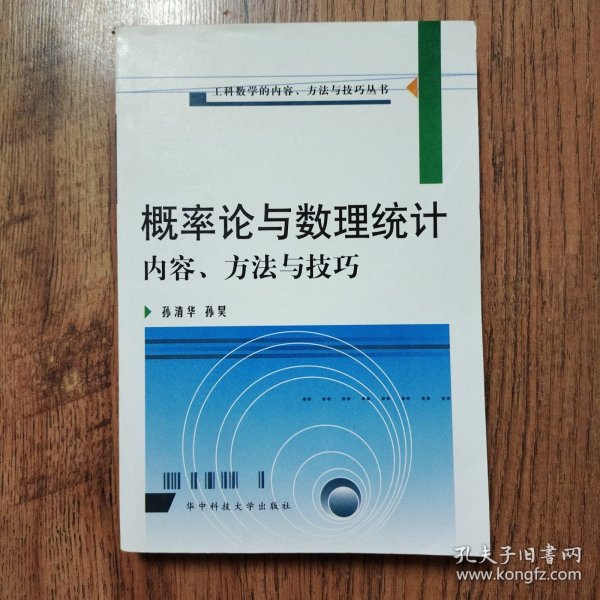 工科数学的内容、方法与技巧丛书
概率论与数理统计
内容、方法与技巧
孙清华 孙昊
华中科技大学出版社
孔夫子旧书网
www.kongfz.com